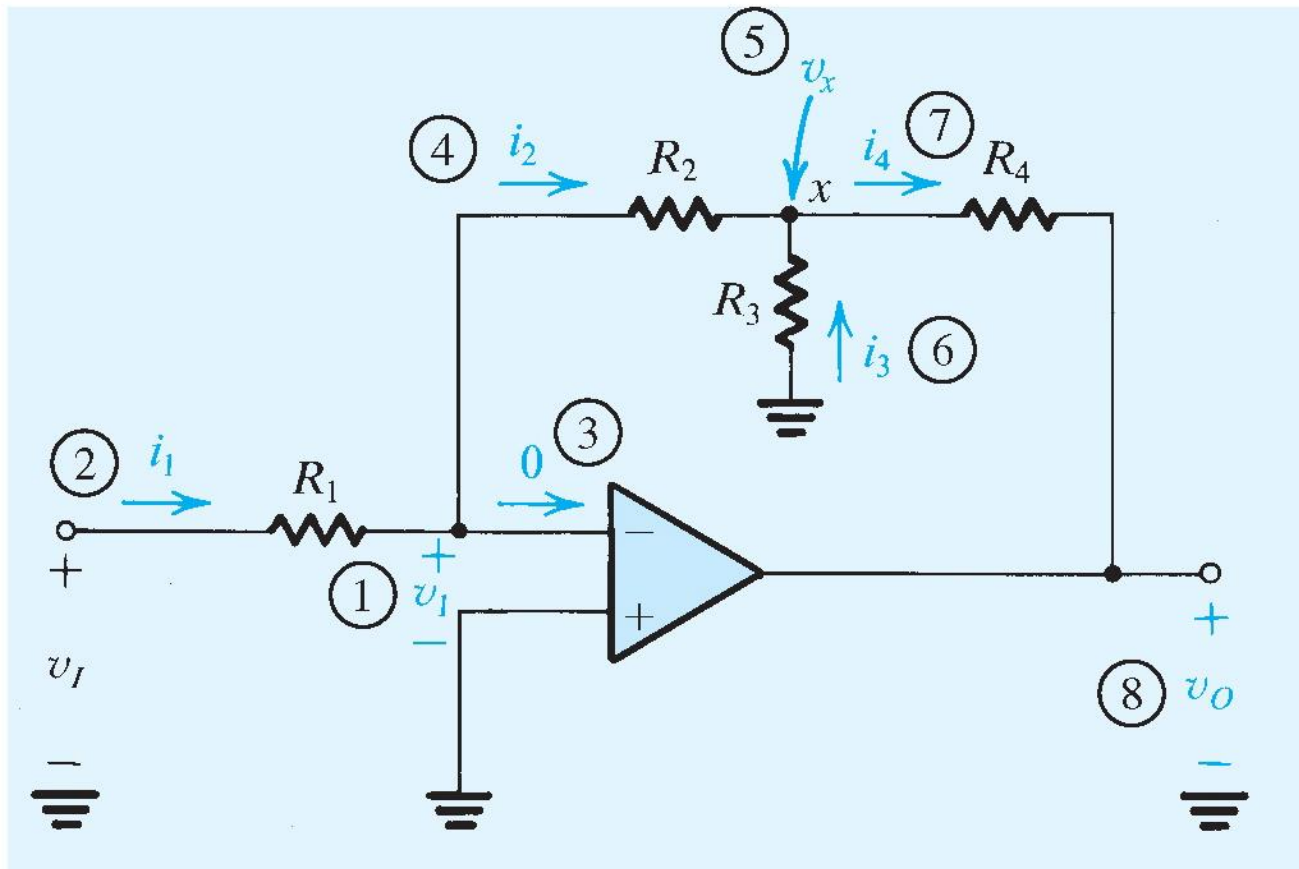 ⑤
v_x
④ i_2 R_2 x i_4 ⑦ R_4
R_3 i_3 ⑥
② i_1 R_1 0 ③
+ + −
① v_1 +
− +
v_I ⑧ v_O
− −